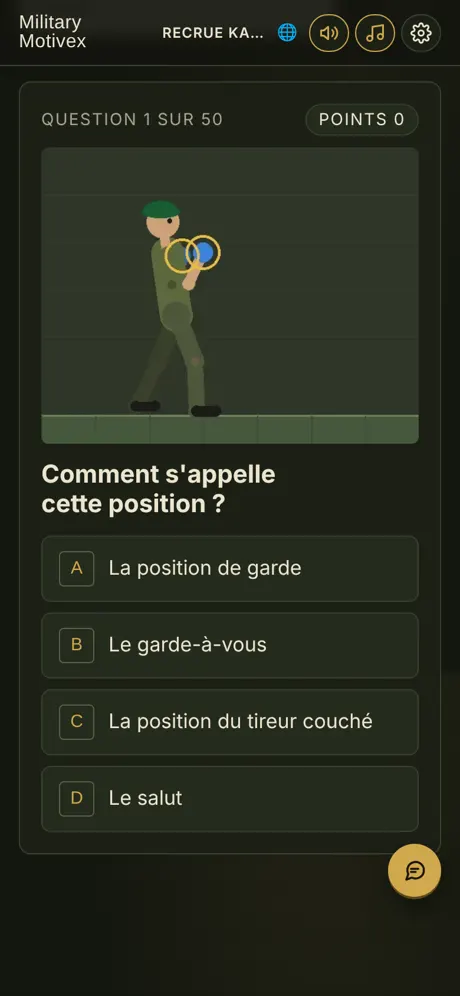 Military
Motivex
RECRUE KA...
QUESTION 1 SUR 50
POINTS 0
Comment s'appelle
cette position ?
A La position de garde
B Le garde-à-vous
C La position du tireur couché
D Le salut